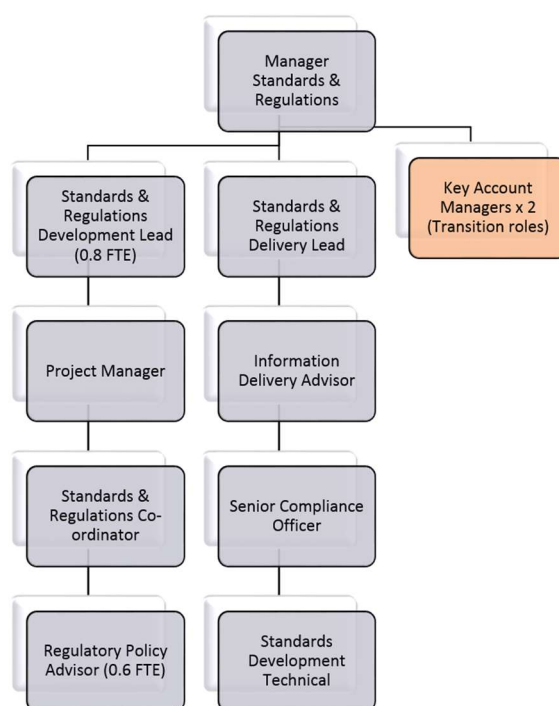 Manager
Standards &
Regulations
Standards &
Regulations
Development Lead
(0.8 FTE)
Standards &
Regulations
Delivery Lead
Key Account
Managers x 2
(Transition roles)
Project Manager
Information
Delivery Advisor
Standards &
Regulations Co-
ordinator
Senior Compliance
Officer
Regulatory Policy
Advisor (0.6 FTE)
Standards
Development
Technical